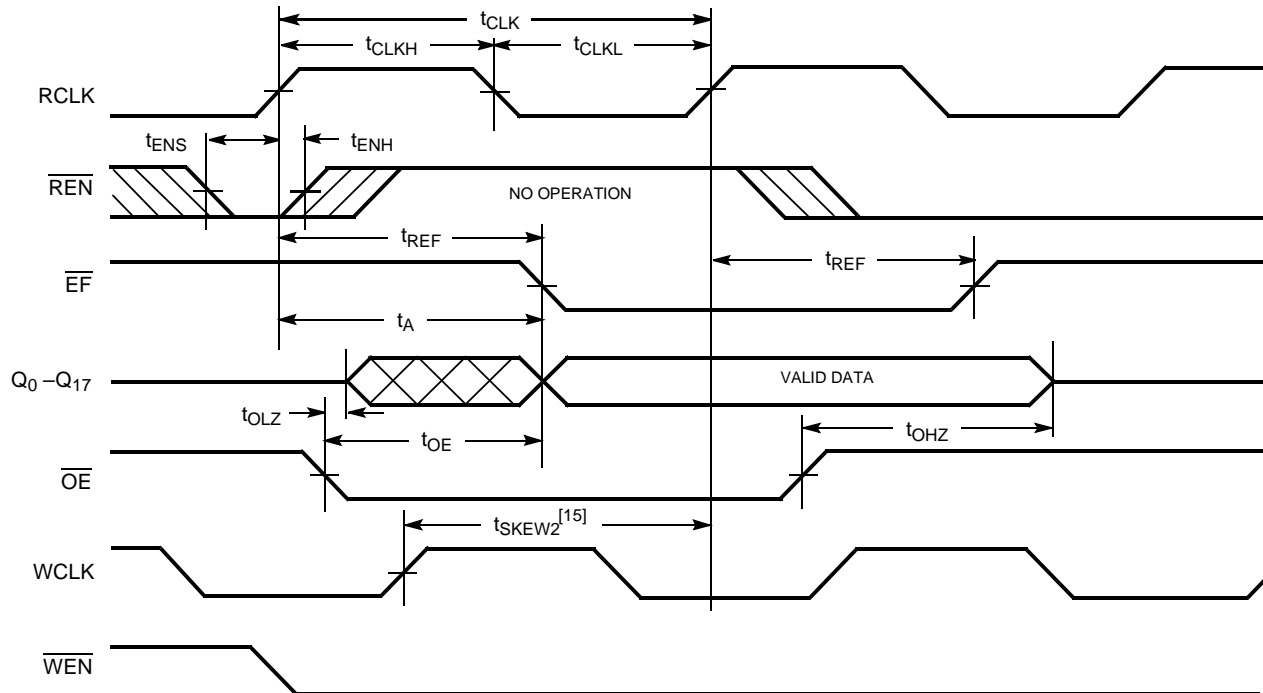 tCLK
tCLKH tCLKL
RCLK
tENS tENH
REN
NO OPERATION
tREF
tREF
EF
tA
Q0 –Q17
VALID DATA
tOLZ
tOE
tOHZ
OE
tSKEW2[15]
WCLK
WEN